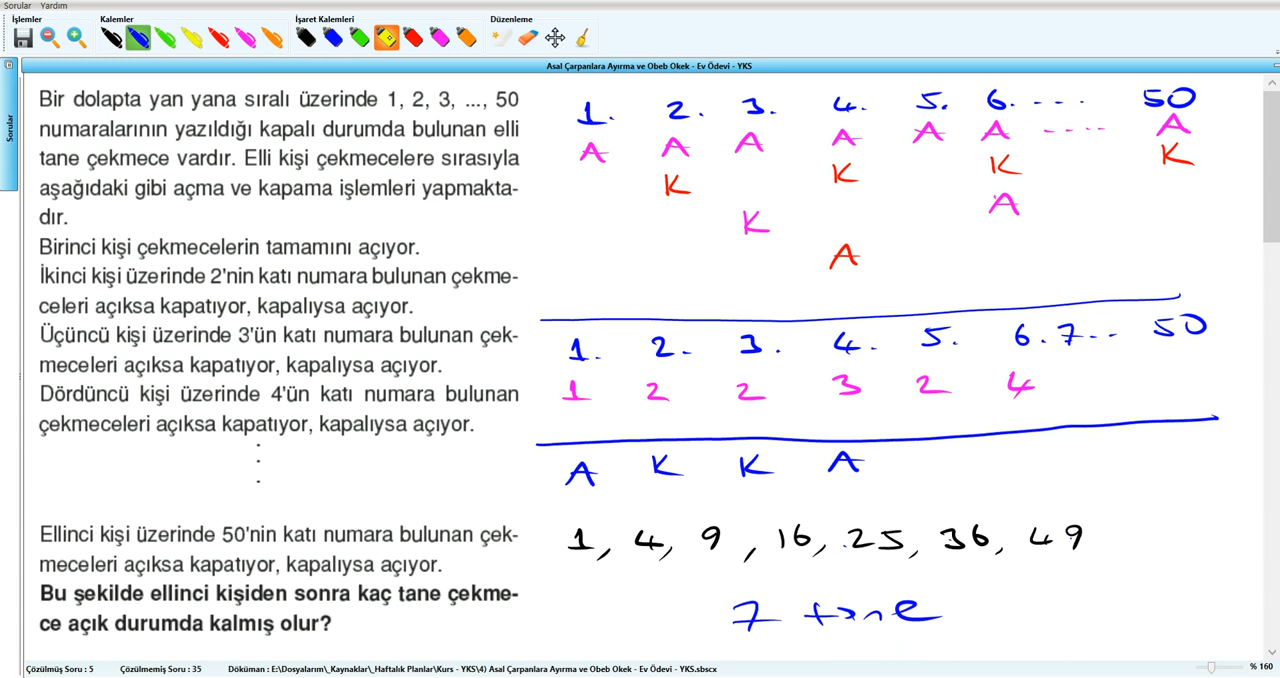 Sorular Yardım
İşlemler Kalemler İşaret Kalemleri Düzenleme
Asal Çarpanlara Ayırma ve Obeb Okek - Ev Ödevi - YKS
Sorular
Bir dolapta yan yana sıralı üzerinde 1, 2, 3, ..., 50
numaralarının yazıldığı kapalı durumda bulunan elli
tane çekmece vardır. Elli kişi çekmecelere sırasıyla
aşağıdaki gibi açma ve kapama işlemleri yapmakta-
dır.
Birinci kişi çekmecelerin tamamını açıyor.
İkinci kişi üzerinde 2'nin katı numara bulunan çekme-
celeri açıksa kapatıyor, kapalıysa açıyor.
Üçüncü kişi üzerinde 3'ün katı numara bulunan çek-
meceleri açıksa kapatıyor, kapalıysa açıyor.
Dördüncü kişi üzerinde 4'ün katı numara bulunan
çekmeceleri açıksa kapatıyor, kapalıysa açıyor.
.
.
.
Ellinci kişi üzerinde 50'nin katı numara bulunan çek-
meceleri açıksa kapatıyor, kapalıysa açıyor.
Bu şekilde ellinci kişiden sonra kaç tane çekme-
ce açık durumda kalmış olur?
1. 2. 3. 4. 5. 6. .... 50
A A A A A A ..... A
K K K K
K A
A
1. 2. 3. 4. 5. 6. 7... 50
1 2 2 3 2 4
A K K A
1, 4, 9, 16, 25, 36, 49
7 tane
Çözülmüş Soru : 5 Çözülmemiş Soru : 35 Döküman : E:\Dosyalarım\_Kaynaklar\_Haftalık Planlar\Kurs - YKS\4) Asal Çarpanlara Ayırma ve Obeb Okek - Ev Ödevi - YKS.sbscx % 160